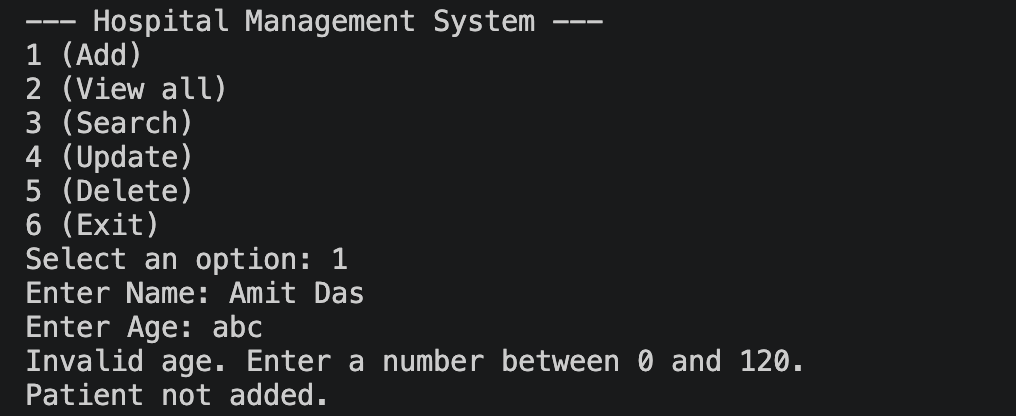 --- Hospital Management System ---
1 (Add)
2 (View all)
3 (Search)
4 (Update)
5 (Delete)
6 (Exit)
Select an option: 1
Enter Name: Amit Das
Enter Age: abc
Invalid age. Enter a number between 0 and 120.
Patient not added.